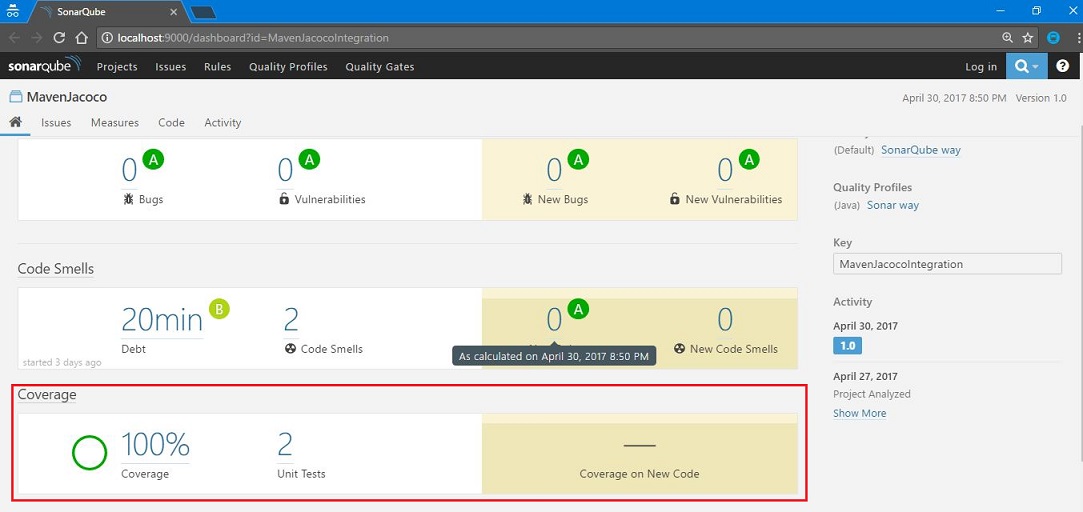 SonarQube
localhost:9000/dashboard?id=MavenJacocoIntegration
sonarqube Projects Issues Rules Quality Profiles Quality Gates Log in
MavenJacoco April 30, 2017 8:50 PM Version 1.0
Issues Measures Code Activity
0 A Bugs
0 A Vulnerabilities
0 A New Bugs
0 A New Vulnerabilities
Code Smells
started 3 days ago
20min B Debt
2 Code Smells
0 A
As calculated on April 30, 2017 8:50 PM
0 New Code Smells
Coverage
100% Coverage
2 Unit Tests
— Coverage on New Code
(Default) SonarQube way
Quality Profiles
(Java) Sonar way
Key
MavenJacocoIntegration
Activity
April 30, 2017
1.0
April 27, 2017
Project Analyzed
Show More